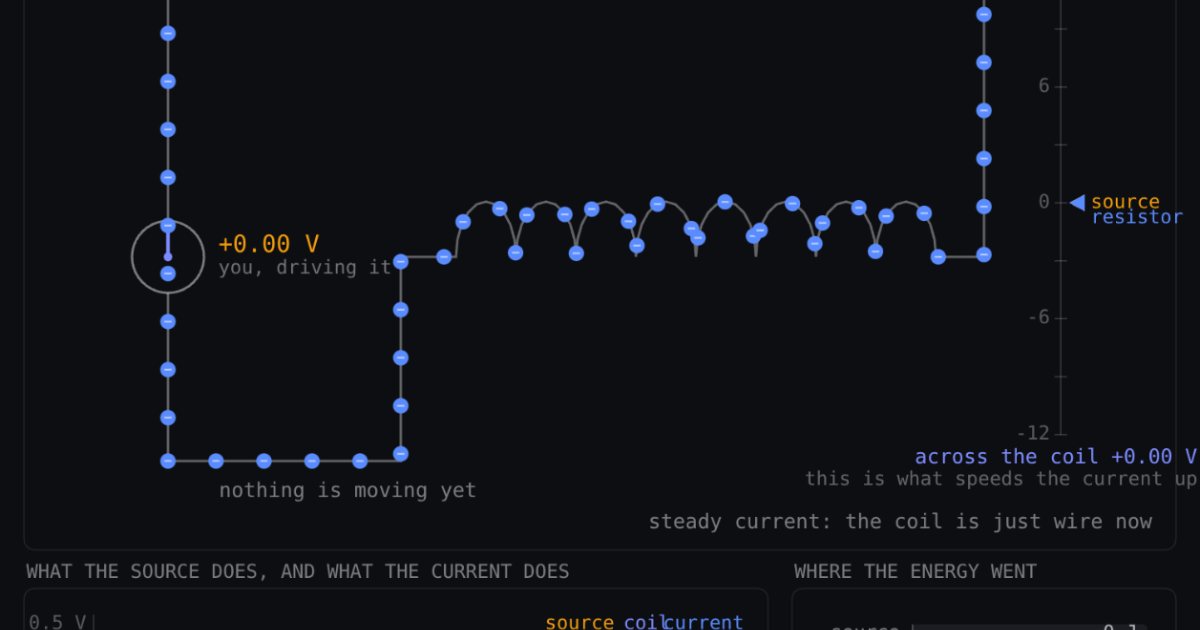 6
0
source
resistor
+0.00 V
you, driving it
-6
-12
across the coil +0.00 V
this is what speeds the current up
nothing is moving yet
steady current: the coil is just wire now
WHAT THE SOURCE DOES, AND WHAT THE CURRENT DOES
WHERE THE ENERGY WENT
0.5 V
source coil current